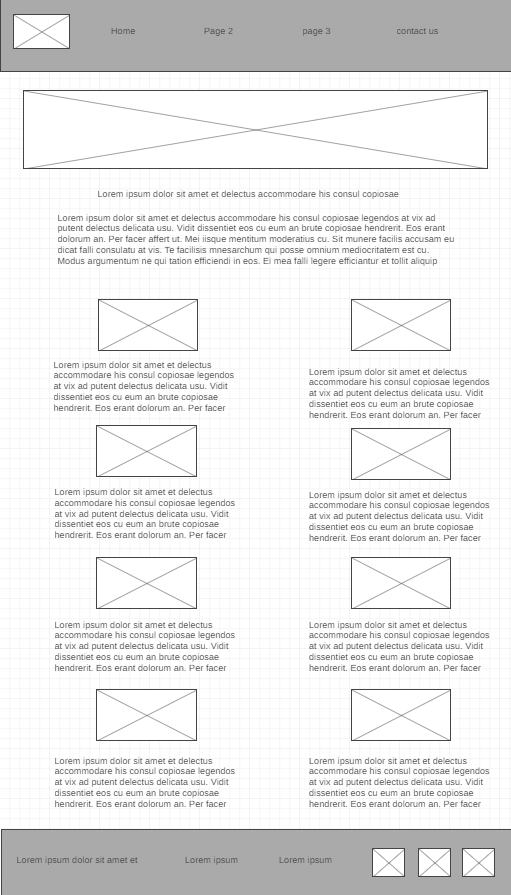 Home Page 2 page 3 contact us
Lorem ipsum dolor sit amet et delectus accommodare his consul copiosae
Lorem ipsum dolor sit amet et delectus accommodare his consul copiosae legendos at vix ad
putent delectus delicata usu. Vidit dissentiet eos cu eum an brute copiosae hendrerit. Eos erant
dolorum an. Per facer affert ut. Mei iisque mentitum moderatius cu. Sit munere facilis accusam eu
dicat falli consulatu at vis. Te facilisis mnesarchum qui posse omnium mediocritatem est cu.
Modus argumentum ne qui tation efficiendi in eos. Ei mea falli legere efficiantur et tollit aliquip
Lorem ipsum dolor sit amet et delectus
accommodare his consul copiosae legendos
at vix ad putent delectus delicata usu. Vidit
dissentiet eos cu eum an brute copiosae
hendrerit. Eos erant dolorum an. Per facer
Lorem ipsum dolor sit amet et delectus
accommodare his consul copiosae legendos
at vix ad putent delectus delicata usu. Vidit
dissentiet eos cu eum an brute copiosae
hendrerit. Eos erant dolorum an. Per facer
Lorem ipsum dolor sit amet et delectus
accommodare his consul copiosae legendos
at vix ad putent delectus delicata usu. Vidit
dissentiet eos cu eum an brute copiosae
hendrerit. Eos erant dolorum an. Per facer
Lorem ipsum dolor sit amet et delectus
accommodare his consul copiosae legendos
at vix ad putent delectus delicata usu. Vidit
dissentiet eos cu eum an brute copiosae
hendrerit. Eos erant dolorum an. Per facer
Lorem ipsum dolor sit amet et delectus
accommodare his consul copiosae legendos
at vix ad putent delectus delicata usu. Vidit
dissentiet eos cu eum an brute copiosae
hendrerit. Eos erant dolorum an. Per facer
Lorem ipsum dolor sit amet et delectus
accommodare his consul copiosae legendos
at vix ad putent delectus delicata usu. Vidit
dissentiet eos cu eum an brute copiosae
hendrerit. Eos erant dolorum an. Per facer
Lorem ipsum dolor sit amet et delectus
accommodare his consul copiosae legendos
at vix ad putent delectus delicata usu. Vidit
dissentiet eos cu eum an brute copiosae
hendrerit. Eos erant dolorum an. Per facer
Lorem ipsum dolor sit amet et delectus
accommodare his consul copiosae legendos
at vix ad putent delectus delicata usu. Vidit
dissentiet eos cu eum an brute copiosae
hendrerit. Eos erant dolorum an. Per facer
Lorem ipsum dolor sit amet et Lorem ipsum Lorem ipsum